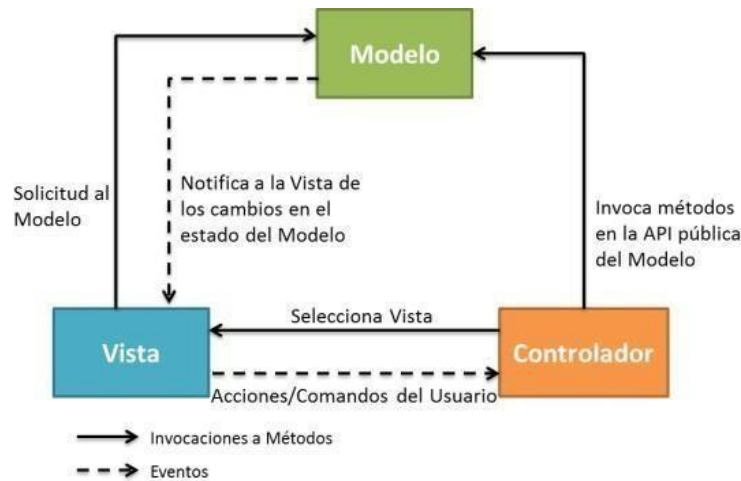 Modelo
Solicitud al
Modelo
Notifica a la Vista de
los cambios en el
estado del Modelo
Invoca métodos
en la API pública
del Modelo
Selecciona Vista
Vista
Controlador
Acciones/Comandos del Usuario
Invocaciones a Métodos
Eventos